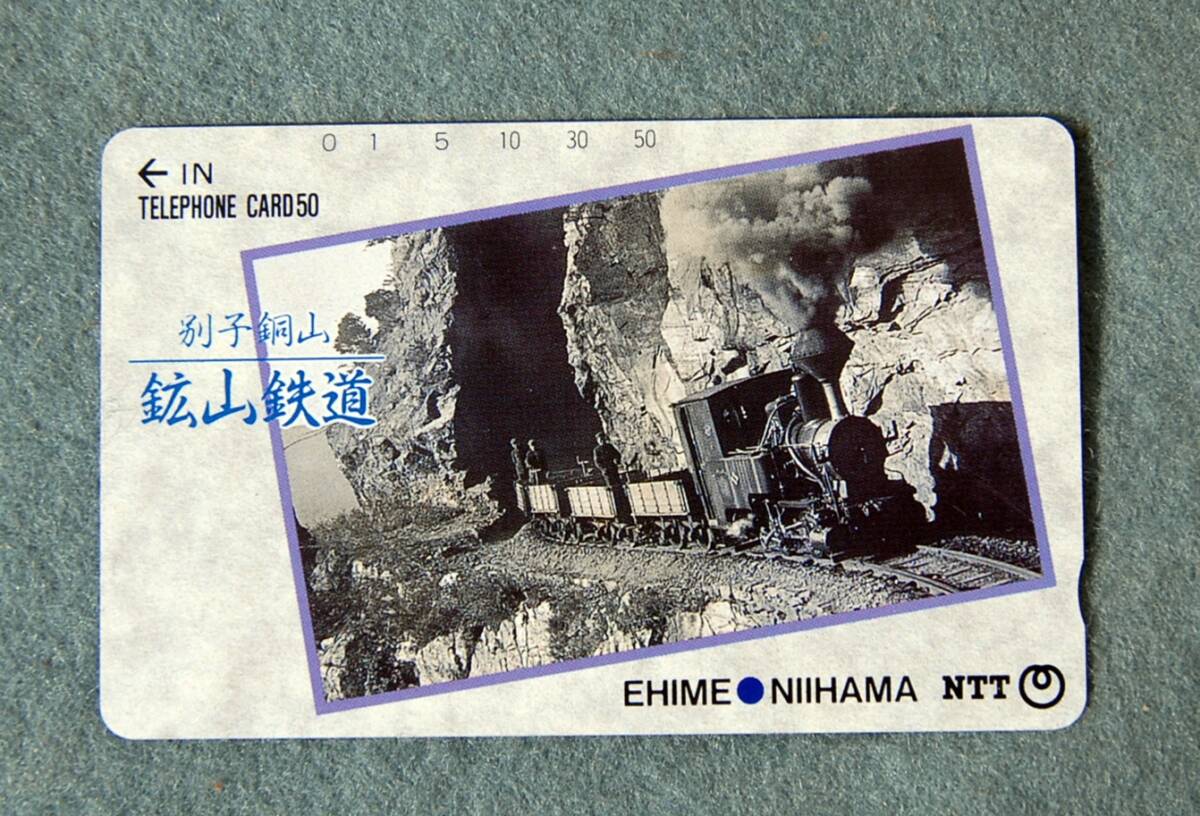 0 1 5 10 30 50
← IN
TELEPHONE CARD50
別子銅山
鉱山鉄道
EHIME●NIIHAMA NTT